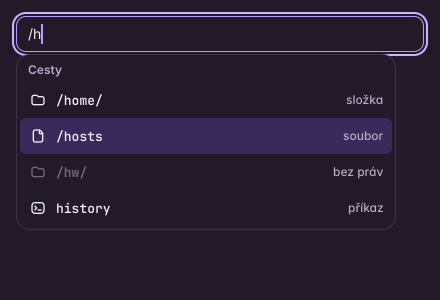 /h
Cesty
/home/ složka
/hosts soubor
/hw/ bez práv
history příkaz